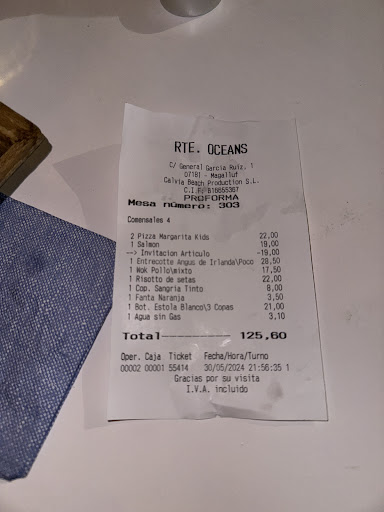 RTE. OCEANS
C/ General Garcia Ruiz, 1
07181 - Magalluf
Calvia Beach Production S.L.
C.I.F. B16655367
PROFORMA
Mesa número: 303
Comensales 4
2 Pizza Margarita Kids 22,00
1 Salmon 19,00
--> Invitacion Articulo -19,00
1 Entrecotte Angus de Irlanda\Poco 28,50
1 Wok Pollo\mixto 17,50
1 Risotto de setas 22,00
1 Cop. Sangria Tinto 8,00
1 Fanta Naranja 3,50
1 Bot. Estola Blanco\3 Copas 21,00
1 Agua sin Gas 3,10
Total---------- 125,60
Oper. Caja Ticket Fecha/Hora/Turno
00002 00001 55414 30/05/2024 21:56:35 1
Gracias por su visita
I.V.A. incluido